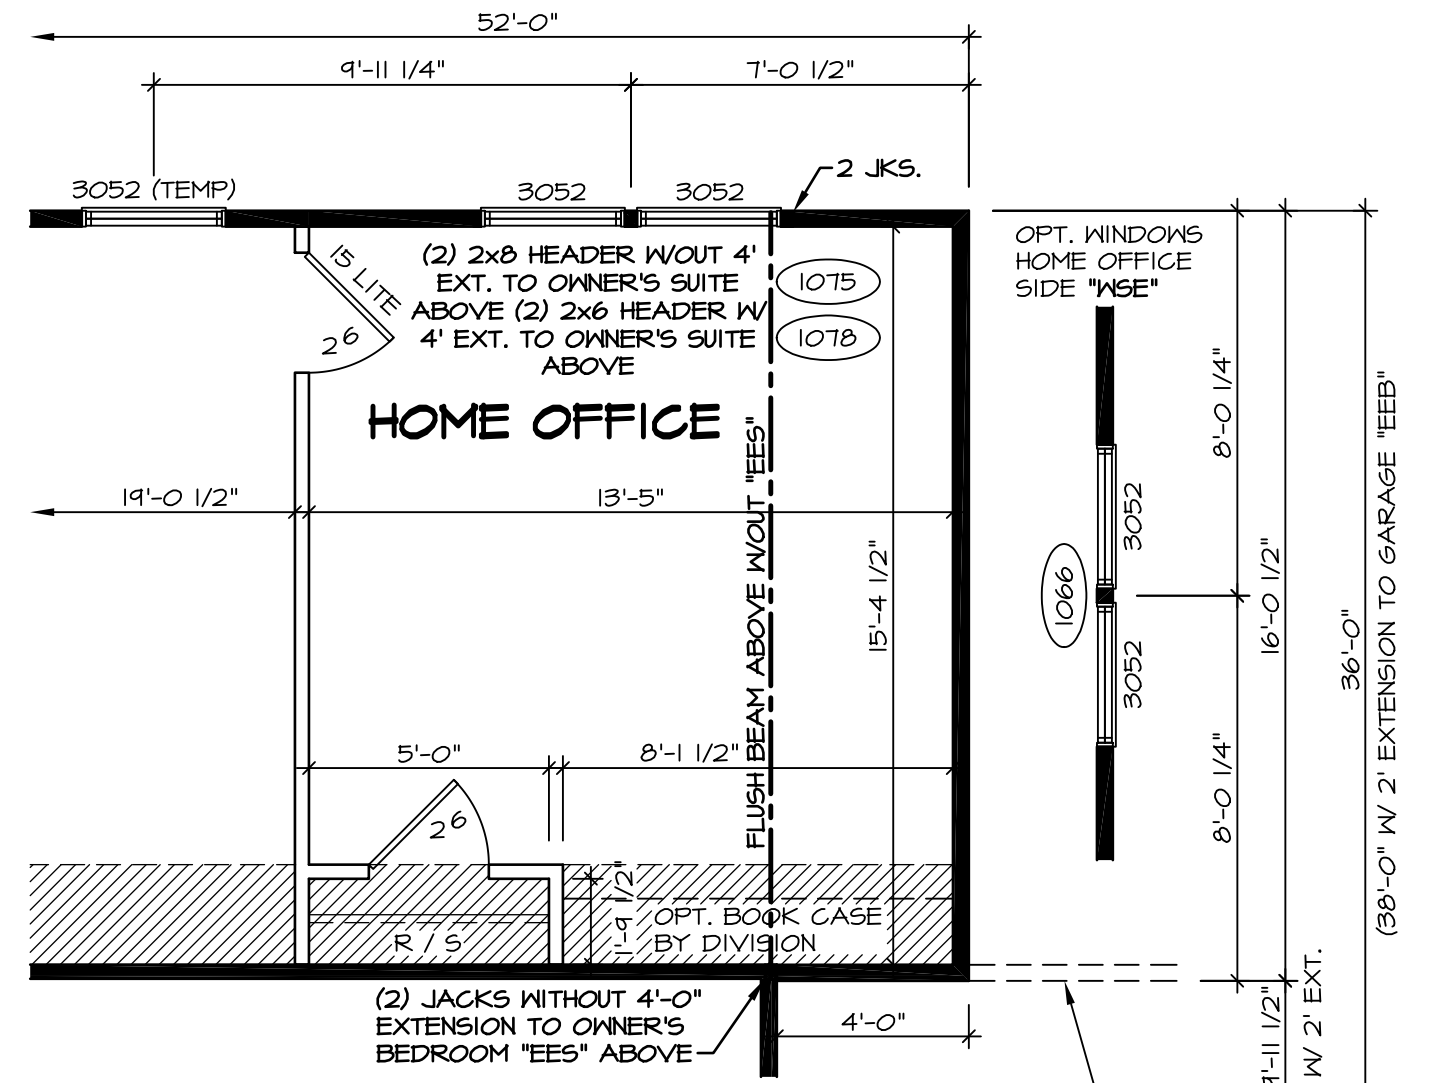 52'-0"
9'-11 1/4"
7'-0 1/2"
2 JKS.
3052 (TEMP)
3052
3052
15 LITE
26
(2) 2x8 HEADER W/OUT 4'
EXT. TO OWNER'S SUITE
ABOVE (2) 2x6 HEADER W/
4' EXT. TO OWNER'S SUITE
ABOVE
1075
1078
OPT. WINDOWS
HOME OFFICE
SIDE "WSE"
HOME OFFICE
19'-0 1/2"
13'-5"
FLUSH BEAM ABOVE W/OUT "EES"
15'-4 1/2"
1066
3052
3052
8'-0 1/4"
8'-0 1/4"
16'-0 1/2"
36'-0"
(38'-0" W/ 2' EXTENSION TO GARAGE "EEB"
5'-0"
8'-1 1/2"
26
1'-9 1/2"
OPT. BOOK CASE
BY DIVISION
R / S
(2) JACKS WITHOUT 4'-0"
EXTENSION TO OWNER'S
BEDROOM "EES" ABOVE
4'-0"
W/ 2' EXT.